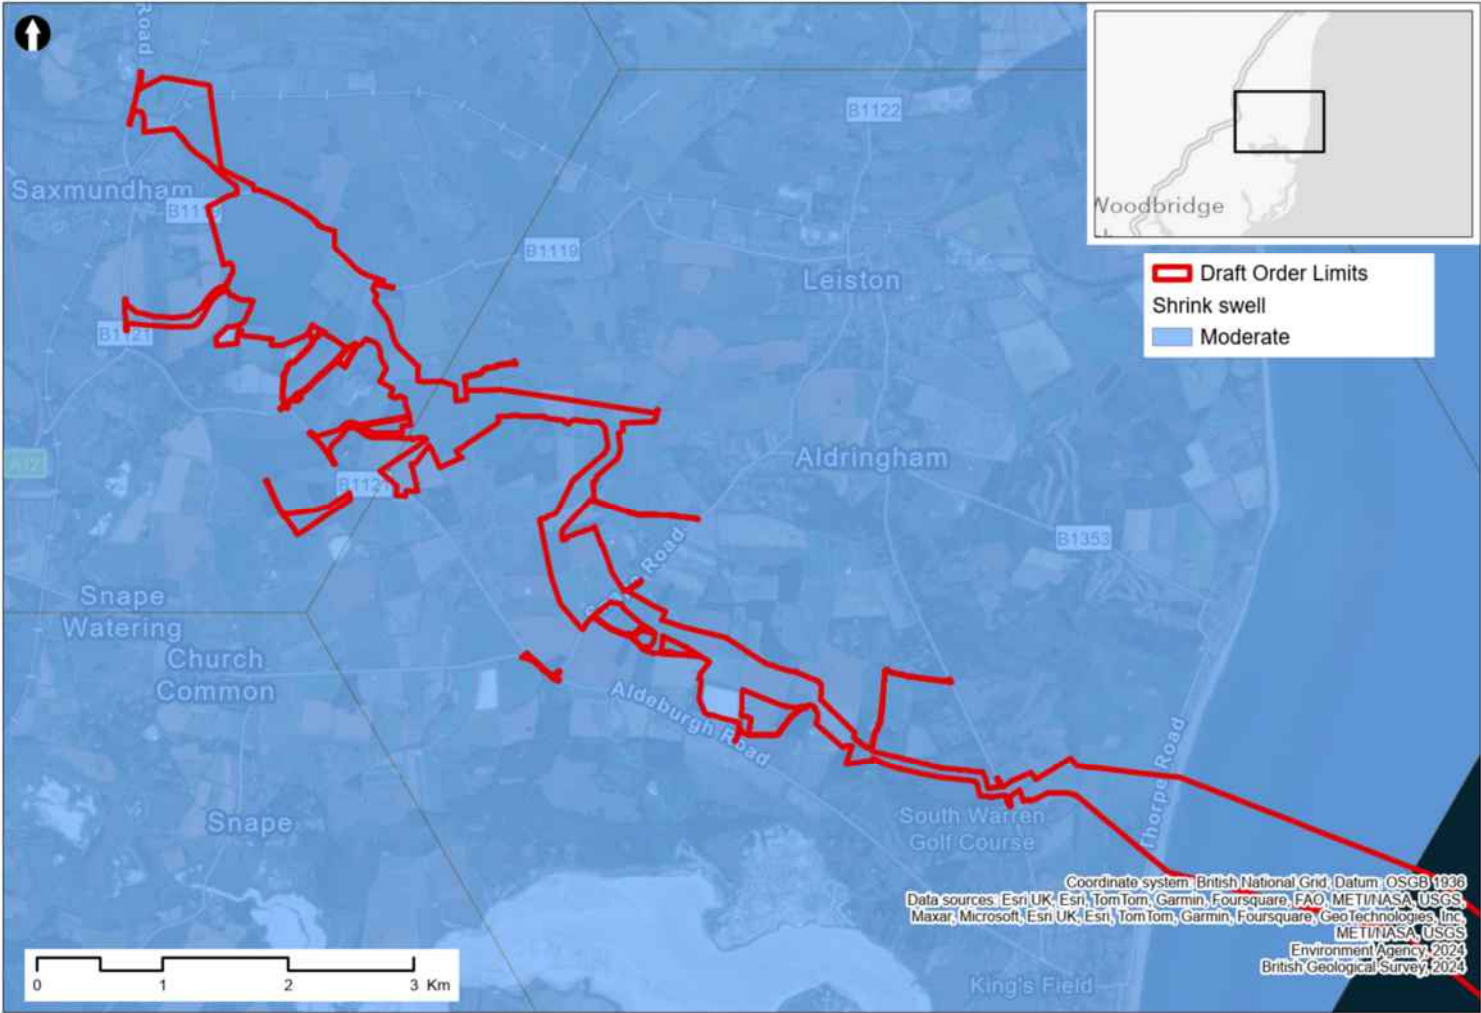 Road
B1122
Woodbridge
Saxmundham
B1119
B1119
Leiston
Draft Order Limits
Shrink swell
Moderate
B1121
Aldringham
A12
B1121
B1353
Snape
Watering
Church
Common
Road
Aldeburgh Road
Thorpe Road
Snape
South Warren
Golf Course
Coordinate system: British National Grid, Datum: OSGB 1936
Data sources: Esri UK, Esri, TomTom, Garmin, Foursquare, FAO, METI/NASA, USGS,
Maxar, Microsoft, Esri UK, Esri, TomTom, Garmin, Foursquare, GeoTechnologies, Inc,
METI/NASA, USGS
Environment Agency, 2024
British Geological Survey, 2024
King's Field
0 1 2 3 Km